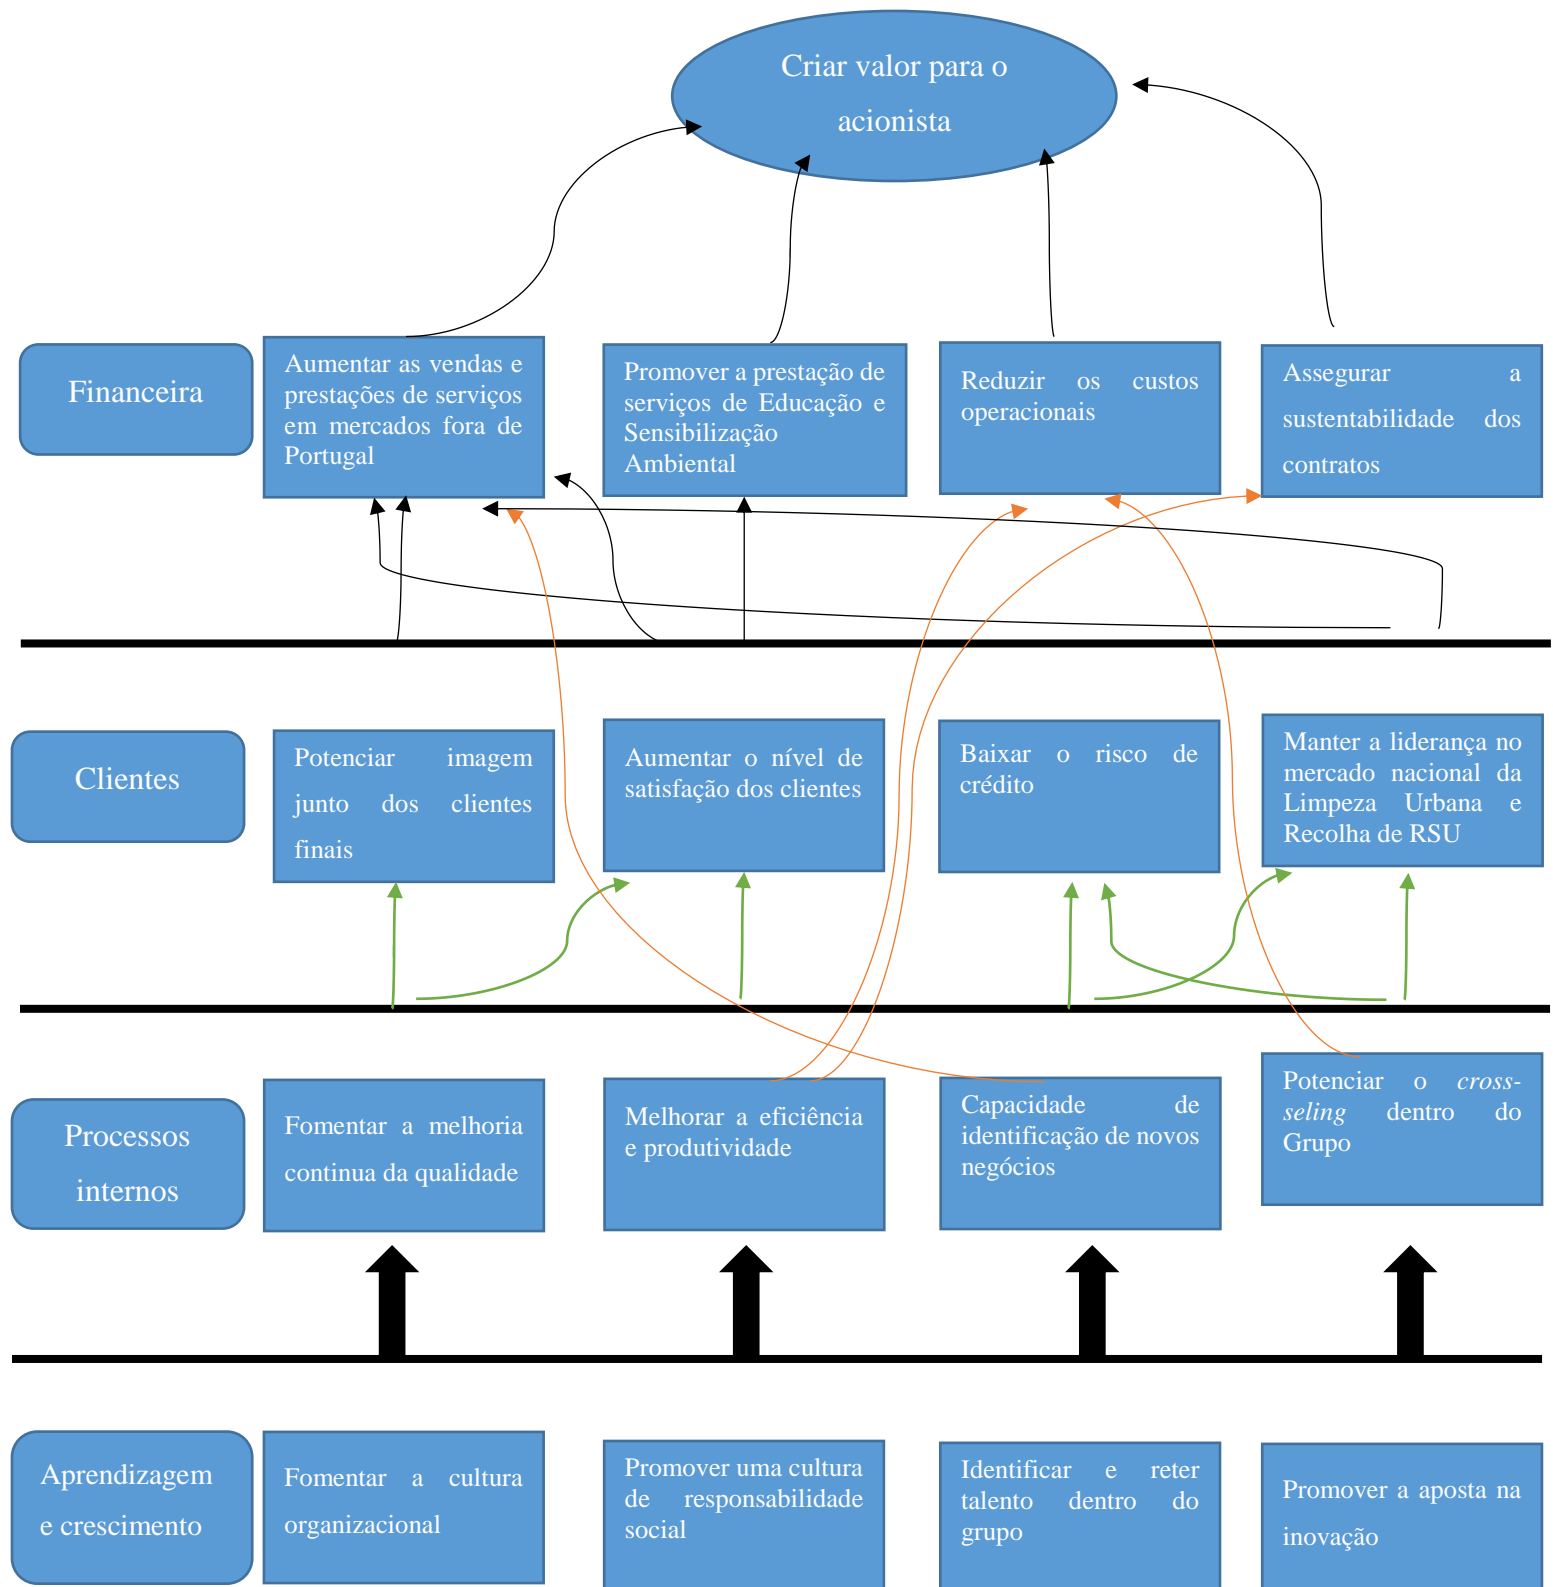 Criar valor para o
acionista
Financeira
Aumentar as vendas e
prestações de serviços
em mercados fora de
Portugal
Promover a prestação de
serviços de Educação e
Sensibilização
Ambiental
Reduzir os custos
operacionais
Assegurar a
sustentabilidade dos
contratos
Clientes
Potenciar imagem
junto dos clientes
finais
Aumentar o nível de
satisfação dos clientes
Baixar o risco de
crédito
Manter a liderança no
mercado nacional da
Limpeza Urbana e
Recolha de RSU
Processos
internos
Fomentar a melhoria
continua da qualidade
Melhorar a eficiência
e produtividade
Capacidade de
identificação de novos
negócios
Potenciar o cross-
seling dentro do
Grupo
Aprendizagem
e crescimento
Fomentar a cultura
organizacional
Promover uma cultura
de responsabilidade
social
Identificar e reter
talento dentro do
grupo
Promover a aposta na
inovação